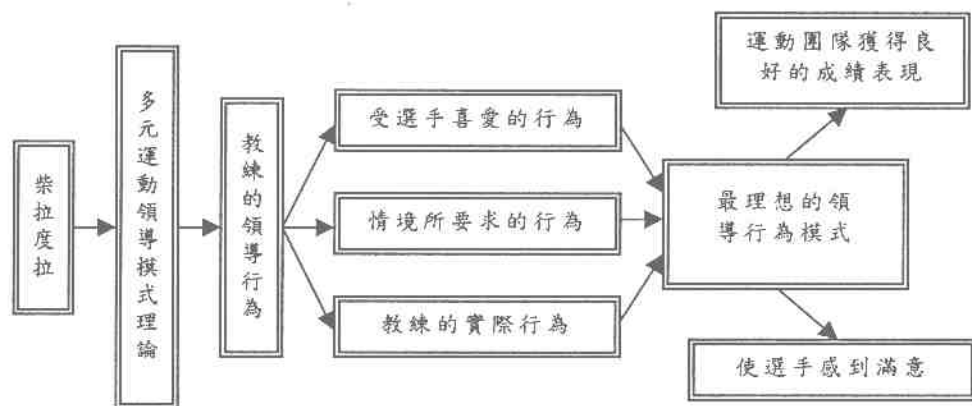 柴拉度拉
多元運動領導模式理論
教練的領導行為
受選手喜愛的行為
情境所要求的行為
教練的實際行為
最理想的領
導行為模式
運動團隊獲得良
好的成績表現
使選手感到滿意